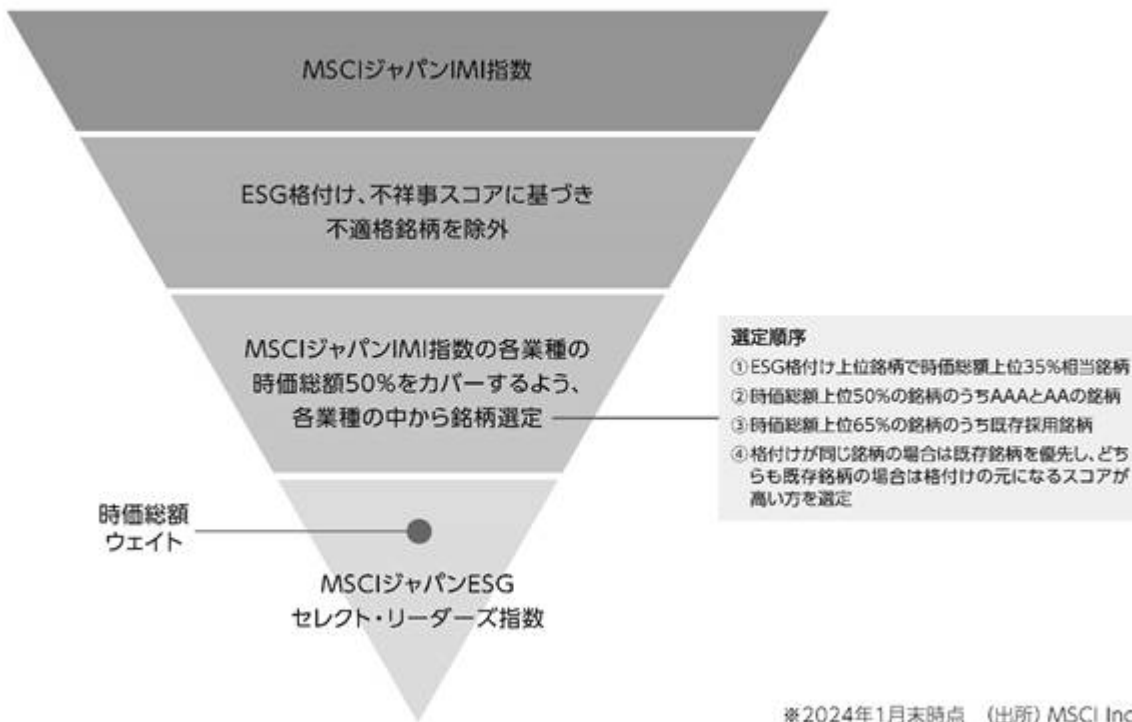 MSCIジャパンIMI指数
ESG格付け、不祥事スコアに基づき
不適格銘柄を除外
MSCIジャパンIMI指数の各業種の
時価総額50%をカバーするよう、
各業種の中から銘柄選定
選定順序
①ESG格付け上位銘柄で時価総額上位35%相当銘柄
②時価総額上位50%の銘柄のうちAAAとAAの銘柄
③時価総額上位65%の銘柄のうち既存採用銘柄
④格付けが同じ銘柄の場合は既存銘柄を優先し、どち
らも既存銘柄の場合は格付けの元になるスコアが
高い方を選定
時価総額
ウェイト
MSCIジャパンESG
セレクト・リーダーズ指数
※2024年1月末時点 (出所) MSCI Inc